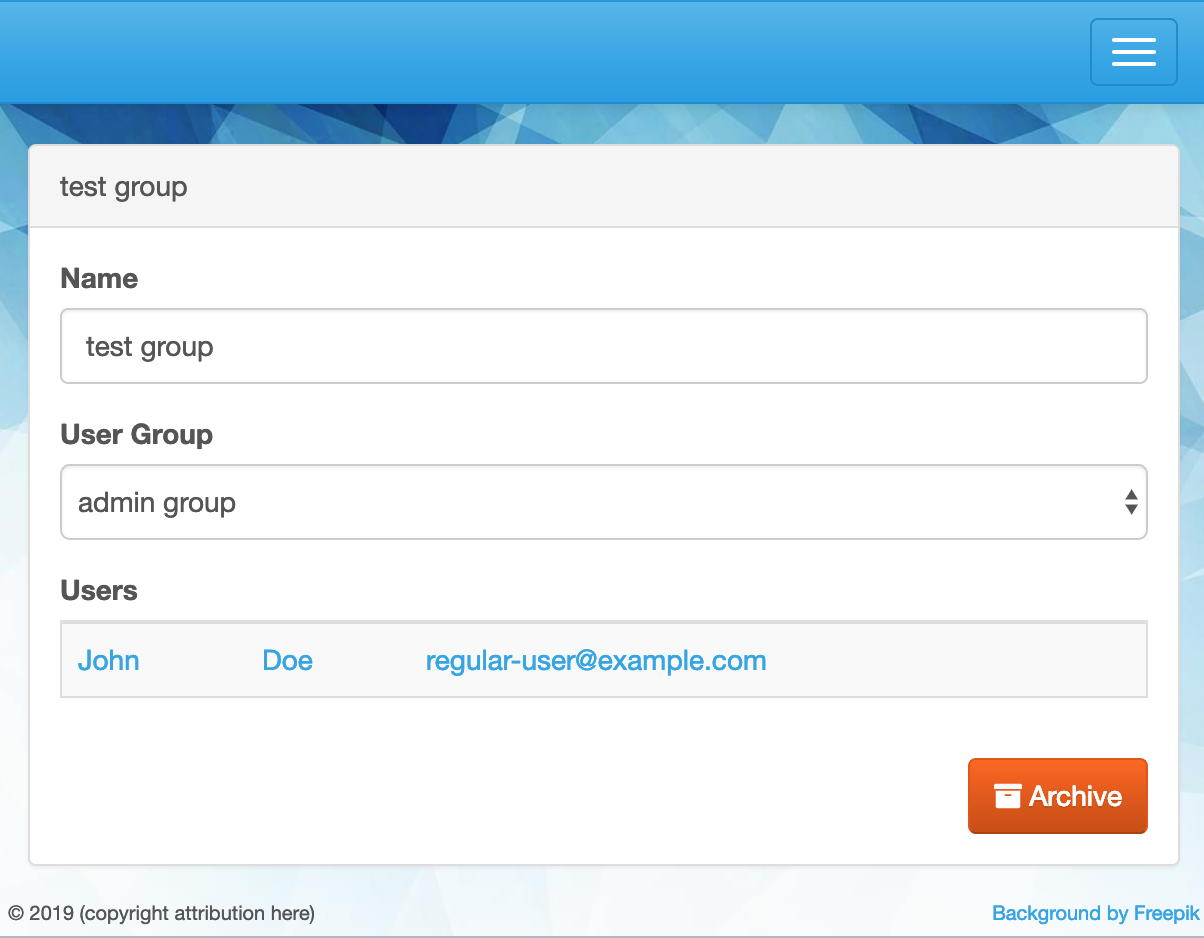 test group
Name
test group
User Group
admin group
Users
John Doe regular-user@example.com
Archive
© 2019 (copyright attribution here) Background by Freepik